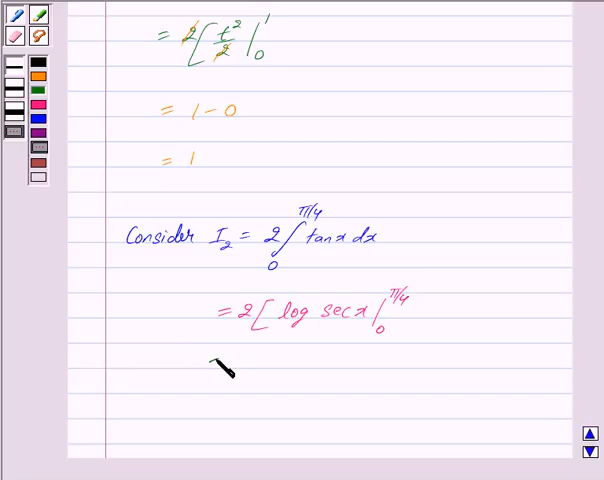 = 2 [ t²/2 |₀¹
= 1 - 0
= 1
Consider I₂ = 2 ∫₀^π/4 tan x dx
= 2 [ log sec x |₀^π/4